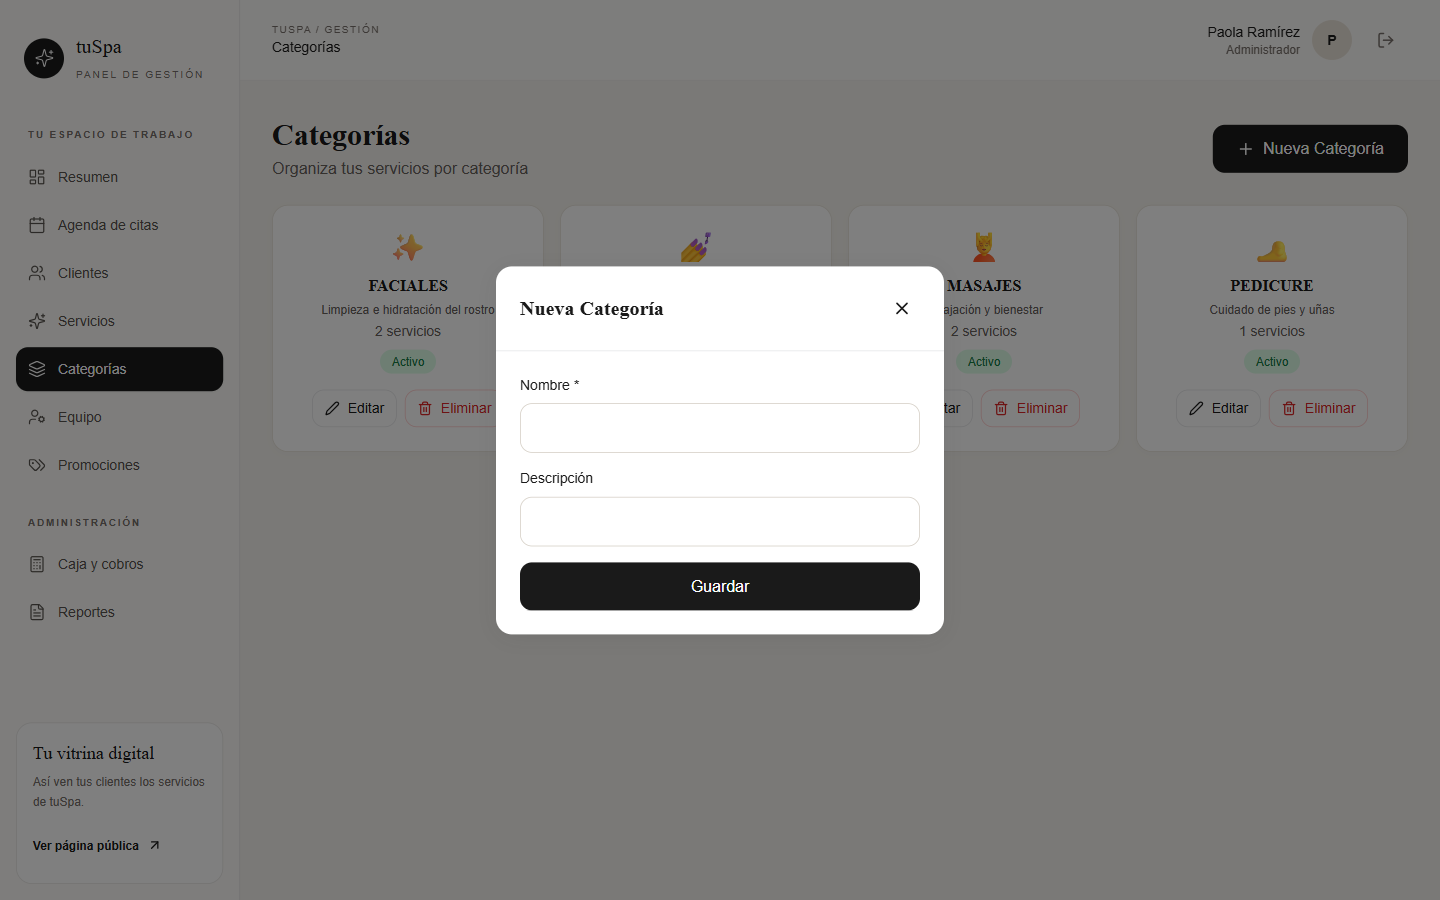 tuSpa
PANEL DE GESTIÓN
TU ESPACIO DE TRABAJO
Resumen
Agenda de citas
Clientes
Servicios
Categorías
Equipo
Promociones
ADMINISTRACIÓN
Caja y cobros
Reportes
Tu vitrina digital
Así ven tus clientes los servicios
de tuSpa.
Ver página pública
TUSPA / GESTIÓN
Categorías
Paola Ramírez
Administrador
P
Categorías
Organiza tus servicios por categoría
Nueva Categoría
FACIALES
Limpieza e hidratación del rostro
2 servicios
Activo
Editar
Eliminar
MASAJES
ajación y bienestar
2 servicios
Activo
tar
Eliminar
PEDICURE
Cuidado de pies y uñas
1 servicios
Activo
Editar
Eliminar
Nueva Categoría
Nombre *
Descripción
Guardar